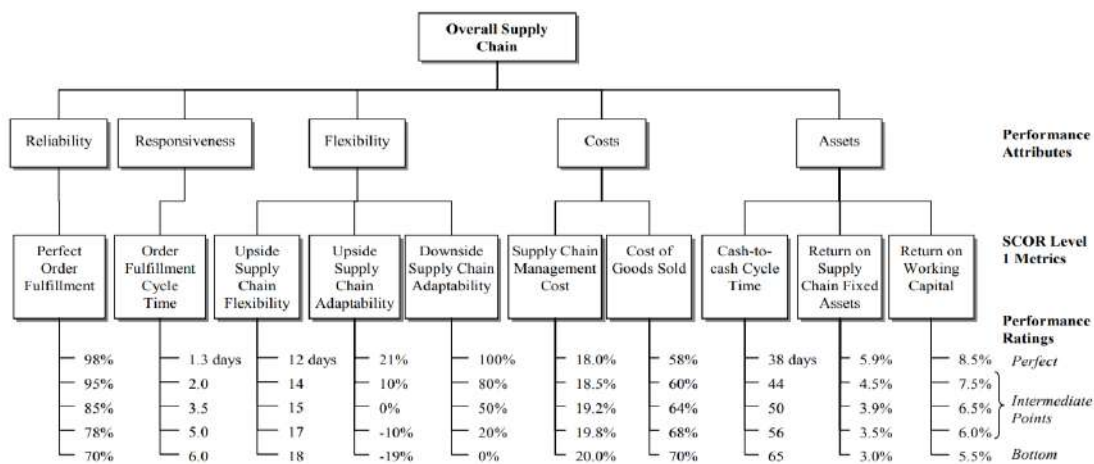 Overall Supply
Chain
Reliability
Responsiveness
Flexibility
Costs
Assets
Performance
Attributes
Perfect
Order
Fulfillment
Order
Fulfillment
Cycle
Time
Upside
Supply
Chain
Flexibility
Upside
Supply
Chain
Adaptability
Downside
Supply Chain
Adaptability
Supply Chain
Management
Cost
Cost of
Goods Sold
Cash-to-
cash Cycle
Time
Return on
Supply
Chain Fixed
Assets
Return on
Working
Capital
SCOR Level
1 Metrics
Performance
Ratings
98% 1.3 days 12 days 21% 100% 18.0% 58% 38 days 5.9% 8.5% Perfect
95% 2.0 14 10% 80% 18.5% 60% 44 4.5% 7.5%
85% 3.5 15 0% 50% 19.2% 64% 50 3.9% 6.5% Intermediate
Points
78% 5.0 17 -10% 20% 19.8% 68% 56 3.5% 6.0%
70% 6.0 18 -19% 0% 20.0% 70% 65 3.0% 5.5% Bottom